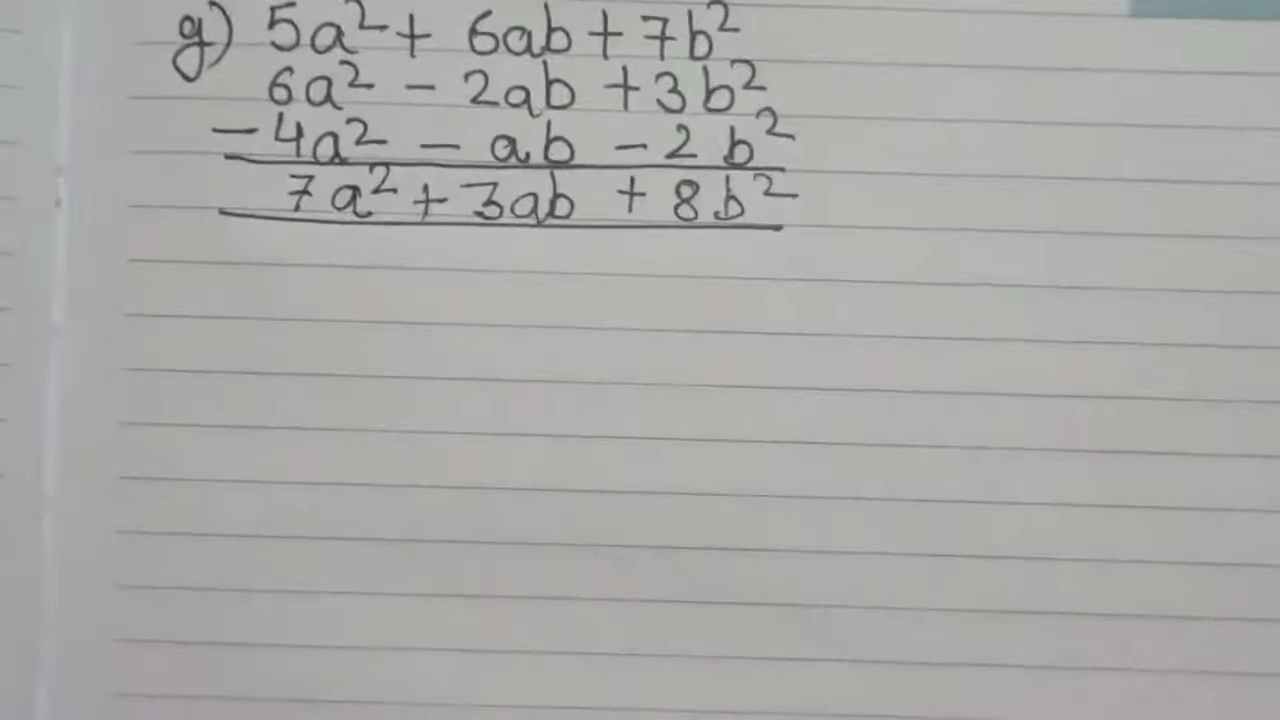 g) 5a² + 6ab + 7b²
6a² - 2ab + 3b²
- 4a² - ab - 2b²
7a² + 3ab + 8b²